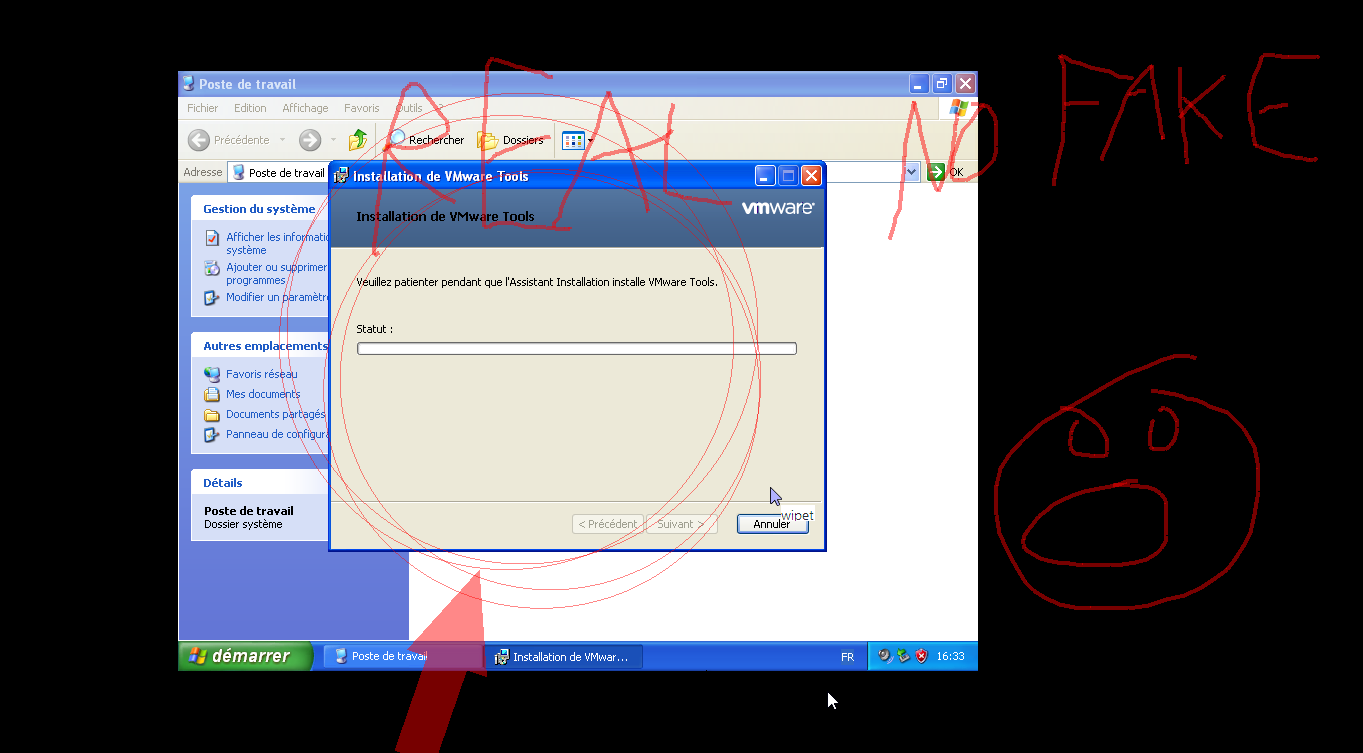 REAL
NO FAKE
Poste de travail
Fichier Edition Affichage Favoris Outils ?
Précédente Rechercher Dossiers
Adresse Poste de travail OK
Installation de VMware Tools
vmware
Installation de VMware Tools
Gestion du système
Afficher les informati
système
Ajouter ou supprimer
programmes
Modifier un paramètr
Veuillez patienter pendant que l'Assistant Installation installe VMware Tools.
Statut :
Autres emplacements
Favoris réseau
Mes documents
Documents partagés
Panneau de configura
Détails
Poste de travail
Dossier système
< Précédent Suivant > Annuler
wipet
démarrer Poste de travail Installation de VMwar... FR 16:33